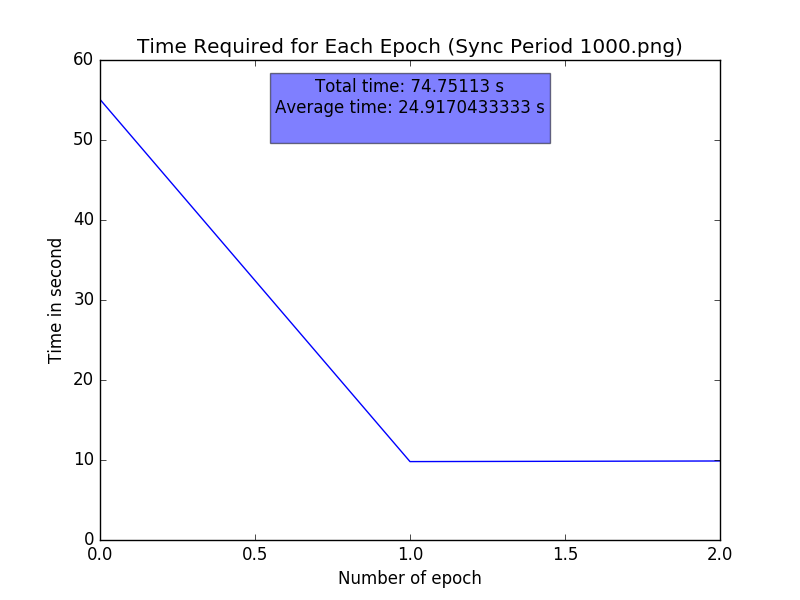 Time Required for Each Epoch (Sync Period 1000.png)
Total time: 74.75113 s
Average time: 24.9170433333 s
60
50
40
30
20
10
0
Time in second
0.0 0.5 1.0 1.5 2.0
Number of epoch